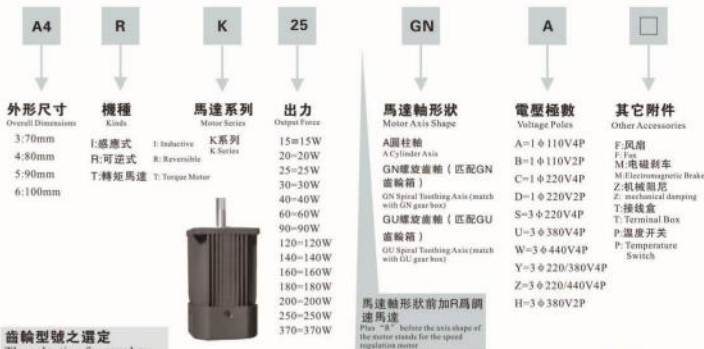 A4 R K 25 GN A
外形尺寸
Overall Dimensions
3:70mm
4:80mm
5:90mm
6:100mm
機種
Kinds
I:感應式 I: Inductive
R:可逆式 R: Reversible
T:轉矩馬達 T: Torque Motor
馬達系列
Motor Series
K系列
K Series
出力
Output Force
15=15W
20=20W
25=25W
30=30W
40=40W
60=60W
90=90W
120=120W
140=140W
160=160W
180=180W
200=200W
250=250W
370=370W
馬達軸形狀
Motor Axis Shape
A圓柱軸
A Cylinder Axis
GN螺旋齒軸（匹配GN
齒輪箱）
GN Spiral Toothing Axis (match
with GN gear box)
GU螺旋齒軸（匹配GU
齒輪箱）
GU Spiral Toothing Axis (match
with GU gear box)
馬達軸形狀前加R爲調
速馬達
Plus "R" before the axis shape of
the motor stands for the speed
regulation motor
電壓極數
Voltage Poles
A=1ф110V4P
B=1ф110V2P
C=1ф220V4P
D=1ф220V2P
S=3ф220V4P
U=3ф380V4P
W=3ф440V4P
Y=3ф220/380V4P
Z=3ф220/440V4P
H=3ф380V2P
其它附件
Other Accessories
F:风扇
F: Fan
M:电磁刹车
M: Electromagnetic Brake
Z:机械阻尼
Z: mechanical damping
T:接线盒
T: Terminal Box
P:温度开关
P: Temperature
Switch
齒輪型號之選定